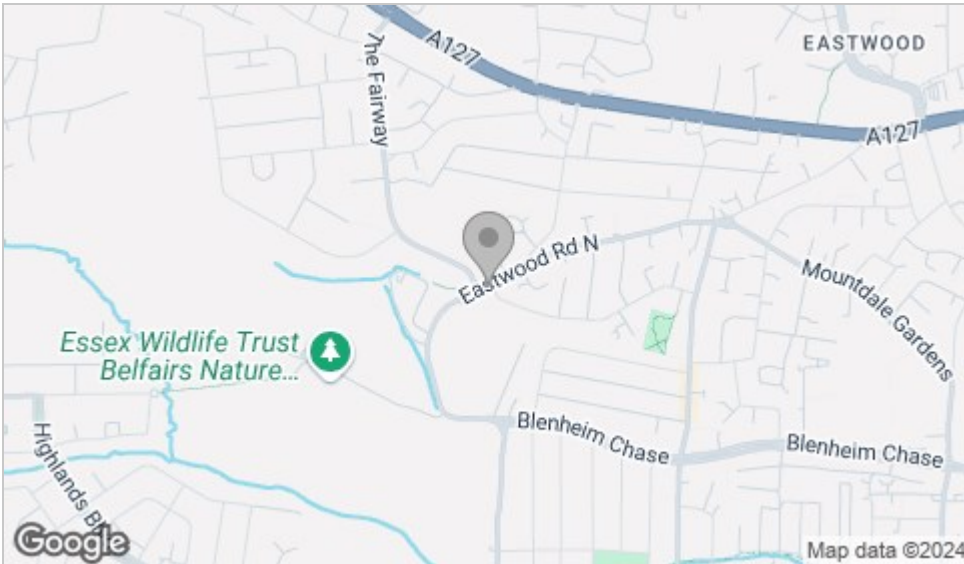 A127
EASTWOOD
The Fairway
A127
Eastwood Rd N
Mountdale Gardens
Essex Wildlife Trust
Belfairs Nature...
Blenheim Chase
Blenheim Chase
Highlands Bl
Google
Map data ©2024